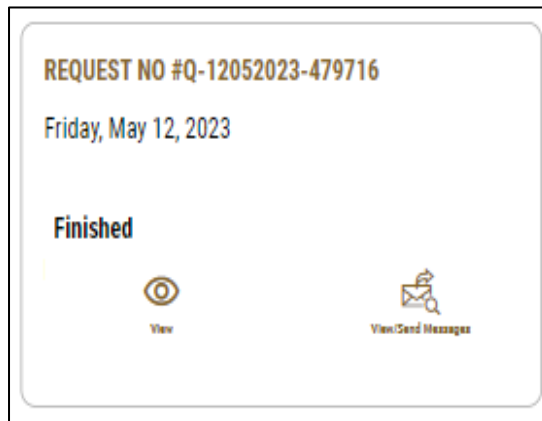 REQUEST NO #Q-12052023-479716
Friday, May 12, 2023
Finished
View
View/Send Messages